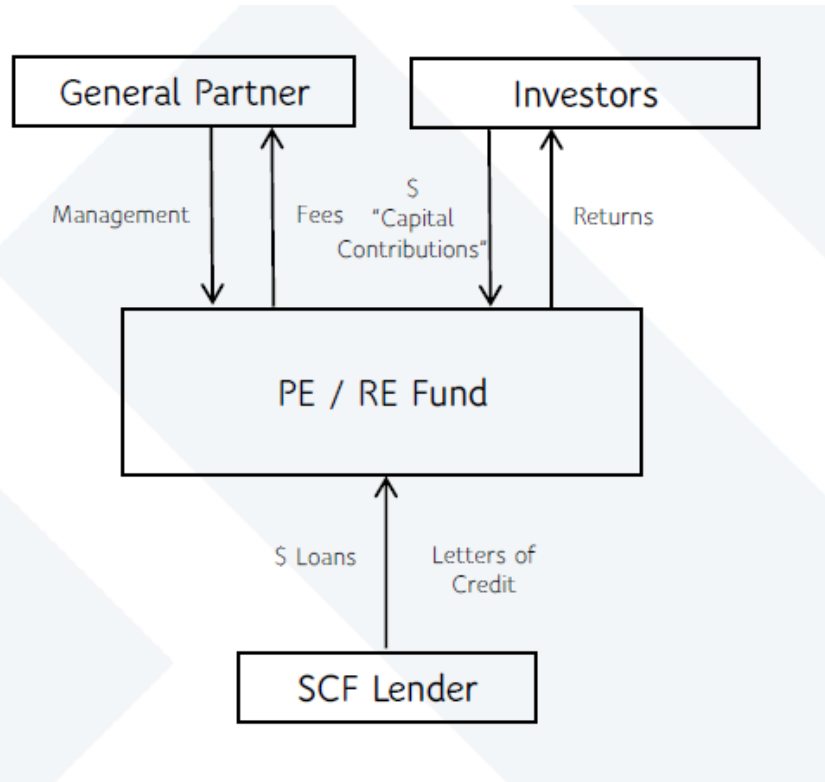 General Partner
Investors
Management
Fees
$
"Capital
Contributions"
Returns
PE / RE Fund
$ Loans
Letters of
Credit
SCF Lender